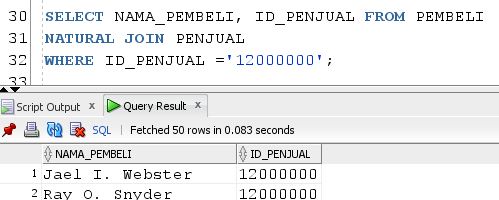 30 SELECT NAMA_PEMBELI, ID_PENJUAL FROM PEMBELI
31 NATURAL JOIN PENJUAL
32 WHERE ID_PENJUAL ='12000000';
33
Script Output x Query Result x
SQL | Fetched 50 rows in 0.083 seconds
NAMA_PEMBELI ID_PENJUAL
1 Jael I. Webster 12000000
2 Ray O. Snyder 12000000